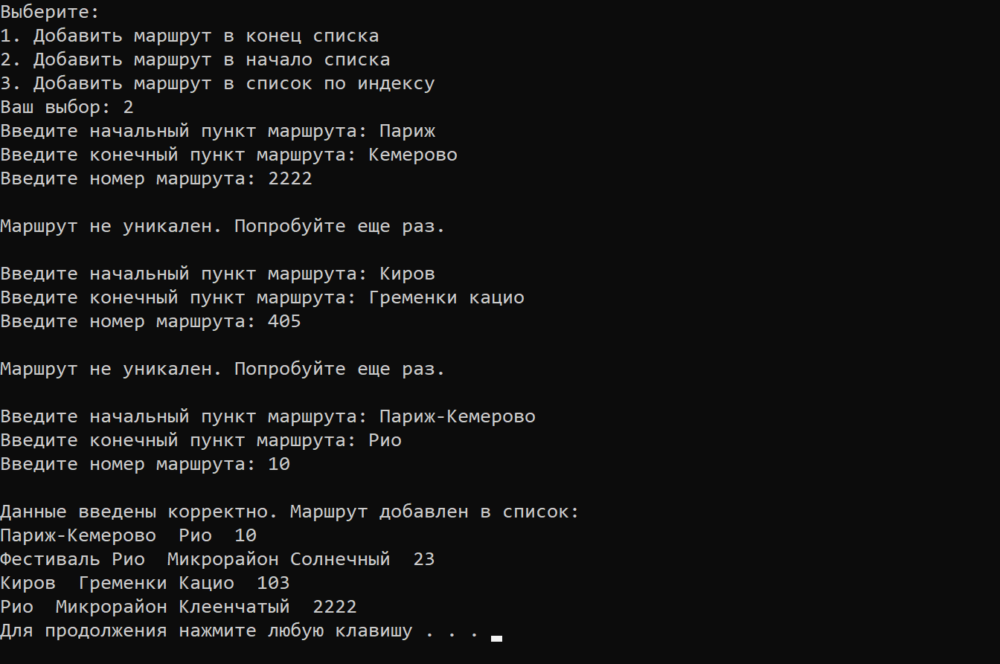 Выберите:
1. Добавить маршрут в конец списка
2. Добавить маршрут в начало списка
3. Добавить маршрут в список по индексу
Ваш выбор: 2
Введите начальный пункт маршрута: Париж
Введите конечный пункт маршрута: Кемерово
Введите номер маршрута: 2222
Маршрут не уникален. Попробуйте еще раз.
Введите начальный пункт маршрута: Киров
Введите конечный пункт маршрута: Гременки кацио
Введите номер маршрута: 405
Маршрут не уникален. Попробуйте еще раз.
Введите начальный пункт маршрута: Париж-Кемерово
Введите конечный пункт маршрута: Рио
Введите номер маршрута: 10
Данные введены корректно. Маршрут добавлен в список:
Париж-Кемерово  Рио  10
Фестиваль Рио  Микрорайон Солнечный  23
Киров  Гременки Кацио  103
Рио  Микрорайон Клеенчатый  2222
Для продолжения нажмите любую клавишу . . .